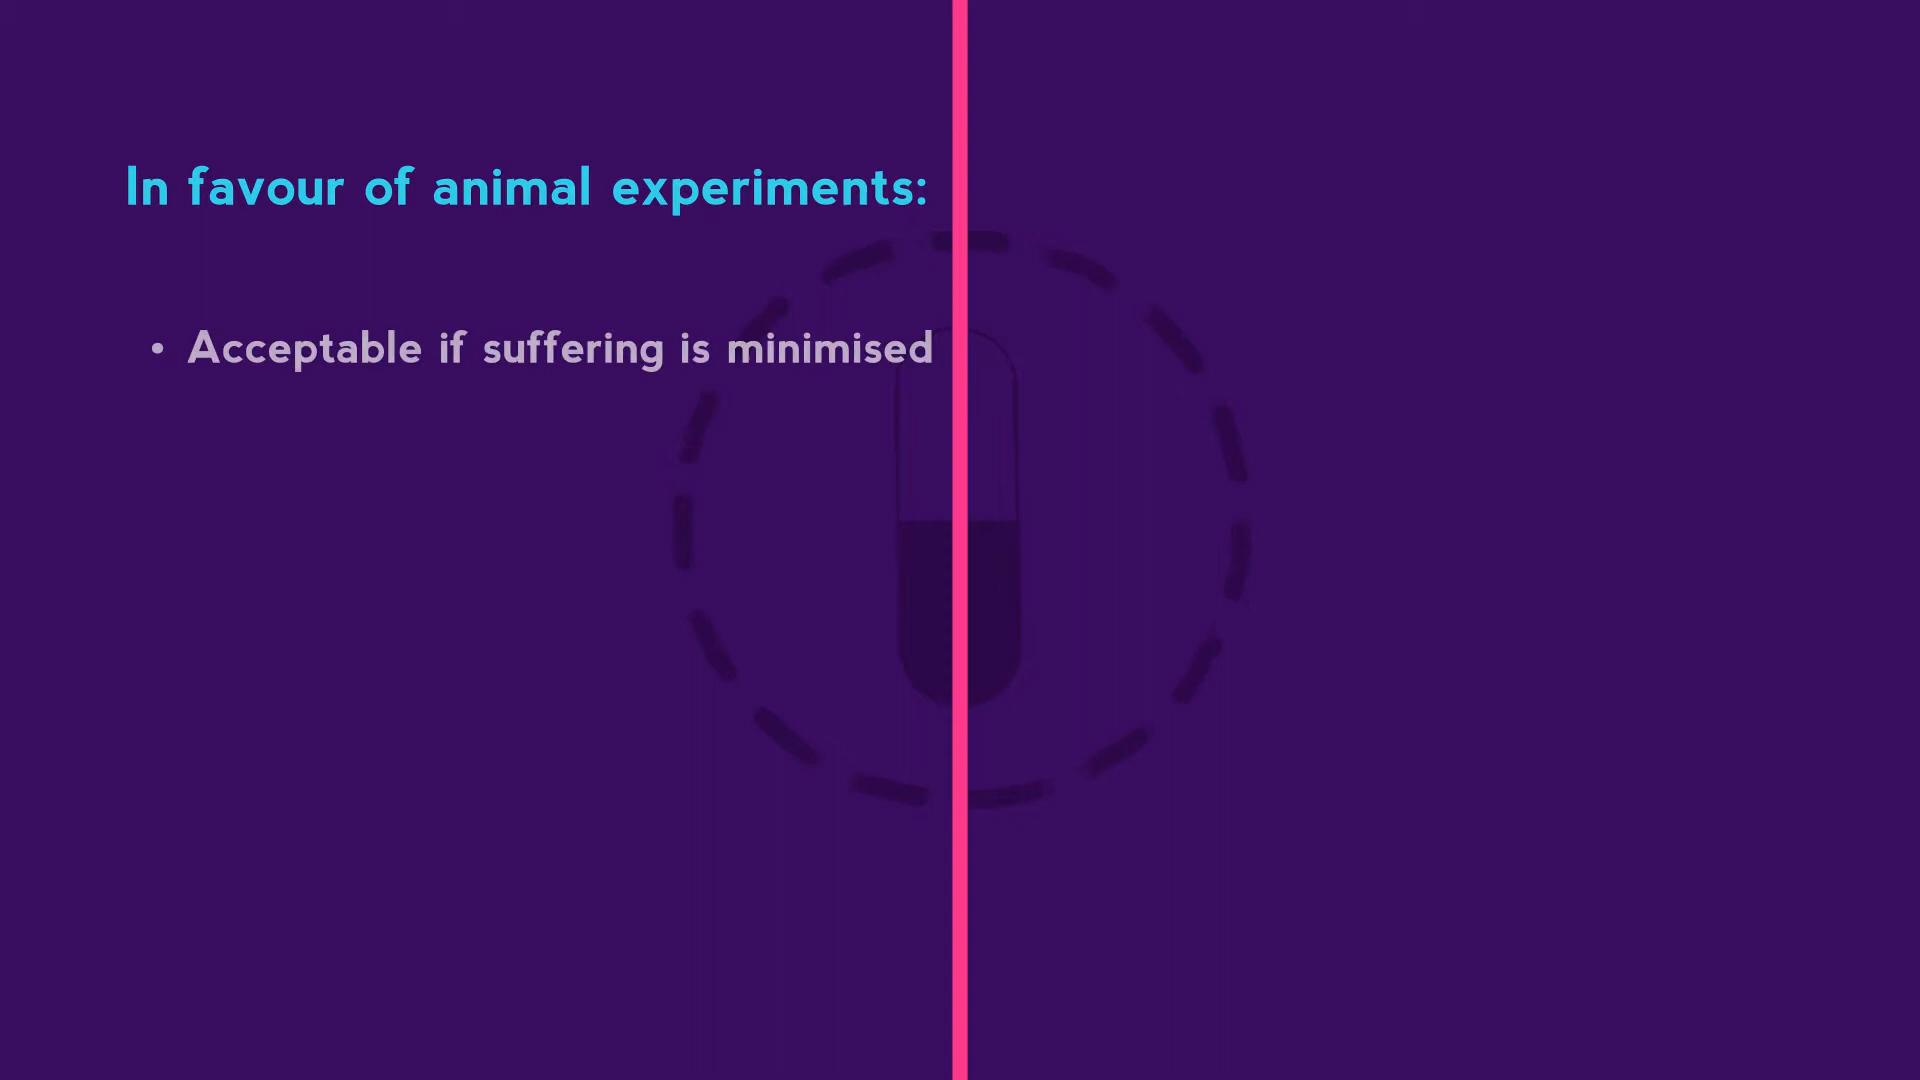 In favour of animal experiments:
• Acceptable if suffering is minimised